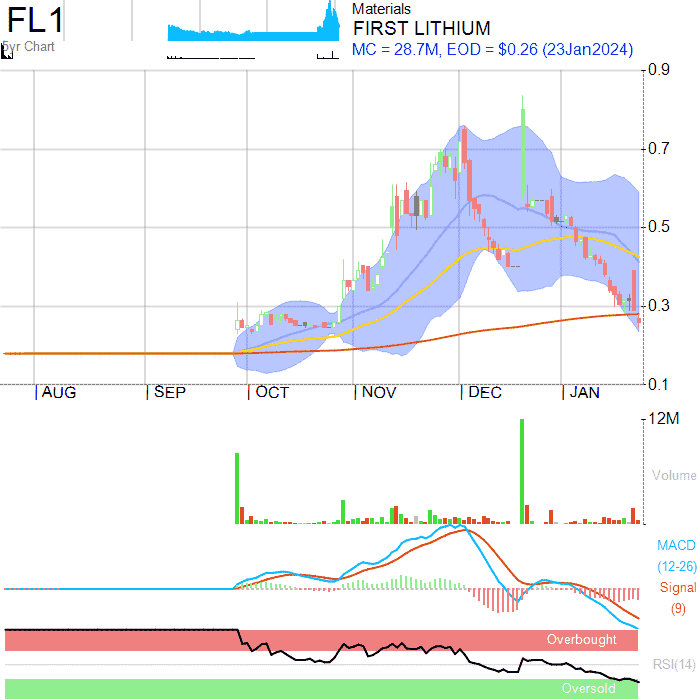 FL1
5yr Chart
Materials
FIRST LITHIUM
MC = 28.7M, EOD = $0.26 (23Jan2024)
0.9
0.7
0.5
0.3
0.1
AUG
SEP
OCT
NOV
DEC
JAN
12M
Volume
MACD
(12-26)
Signal
(9)
Overbought
RSI(14)
Oversold